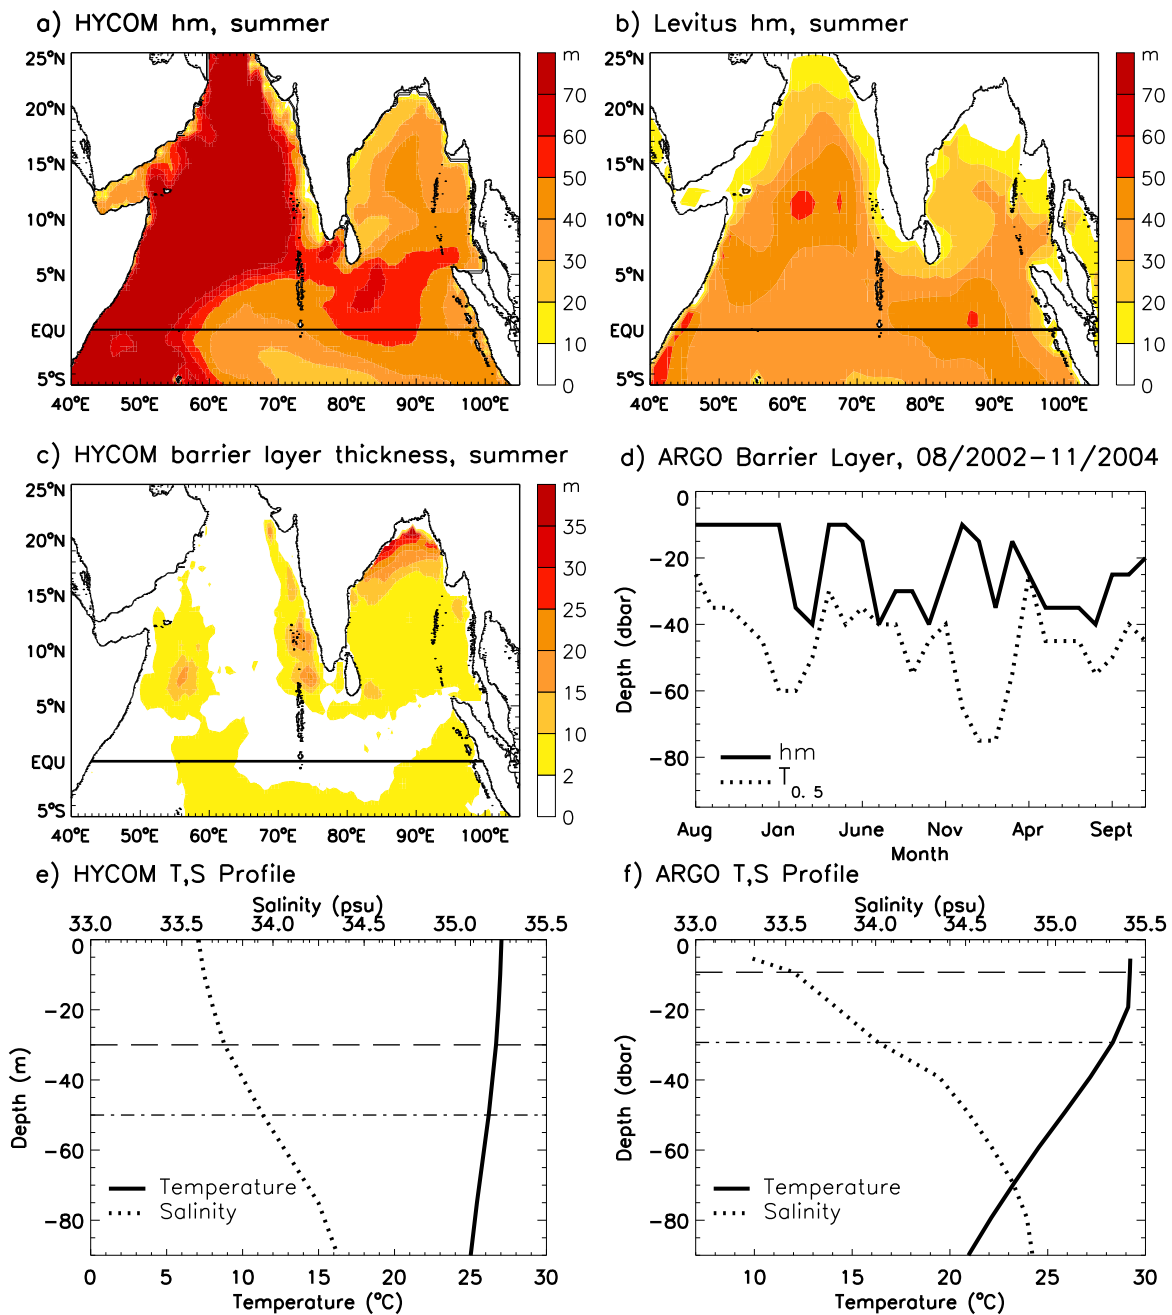 a) HYCOM hm, summer
25°N
20°N
15°N
10°N
5°N
EQU
5°S
40°E 50°E 60°E 70°E 80°E 90°E 100°E
m
70
60
50
40
30
20
10
0
b) Levitus hm, summer
25°N
20°N
15°N
10°N
5°N
EQU
5°S
40°E 50°E 60°E 70°E 80°E 90°E 100°E
m
70
60
50
40
30
20
10
0
c) HYCOM barrier layer thickness, summer
25°N
20°N
15°N
10°N
5°N
EQU
5°S
40°E 50°E 60°E 70°E 80°E 90°E 100°E
m
35
30
25
20
15
10
2
0
d) ARGO Barrier Layer, 08/2002-11/2004
0
-20
-40
-60
-80
Depth (dbar)
hm
T0.5
Aug Jan June Nov Apr Sept
Month
e) HYCOM T,S Profile
Salinity (psu)
33.0 33.5 34.0 34.5 35.0 35.5
0
-20
-40
-60
-80
Depth (m)
Temperature
Salinity
0 5 10 15 20 25 30
Temperature (°C)
f) ARGO T,S Profile
Salinity (psu)
33.0 33.5 34.0 34.5 35.0 35.5
0
-20
-40
-60
-80
Depth (dbar)
Temperature
Salinity
10 15 20 25 30
Temperature (°C)